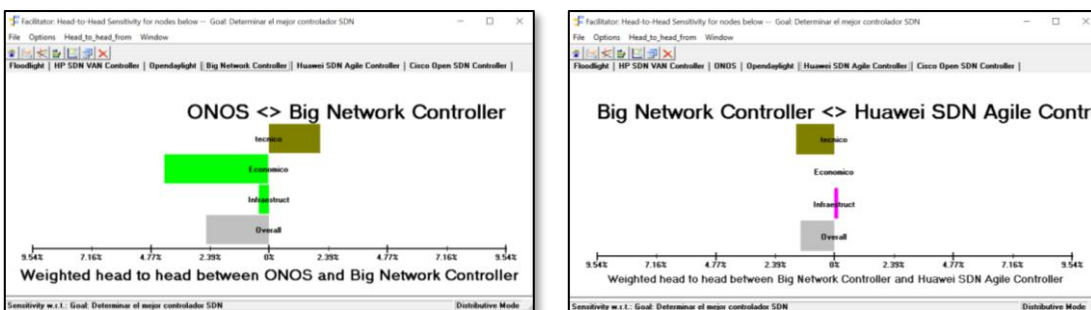 Facilitator: Head-to-Head Sensitivity for nodes below -- Goal: Determinar el mejor controlador SDN
File Options Head_to_head_from Window
Floodlight | HP SDN VAN Controller | Opendaylight | Big Network Controller | Huawei SDN Agile Controller | Cisco Open SDN Controller |
ONOS <> Big Network Controller
tecnico
Economico
Infraestruct
Overall
9.54% 7.16% 4.77% 2.39% 0% 2.39% 4.77% 7.16% 9.54%
Weighted head to head between ONOS and Big Network Controller
Sensitivity w.r.t.: Goal: Determinar el mejor controlador SDN Distributive Mode
Facilitator: Head-to-Head Sensitivity for nodes below -- Goal: Determinar el mejor controlador SDN
File Options Head_to_head_from Window
Floodlight | HP SDN VAN Controller | ONOS | Opendaylight | Huawei SDN Agile Controller | Cisco Open SDN Controller |
Big Network Controller <> Huawei SDN Agile Contr
tecnico
Economico
Infraestruct
Overall
9.54% 7.16% 4.77% 2.39% 0% 2.39% 4.77% 7.16% 9.54%
Weighted head to head between Big Network Controller and Huawei SDN Agile Controller
Sensitivity w.r.t.: Goal: Determinar el mejor controlador SDN Distributive Mode